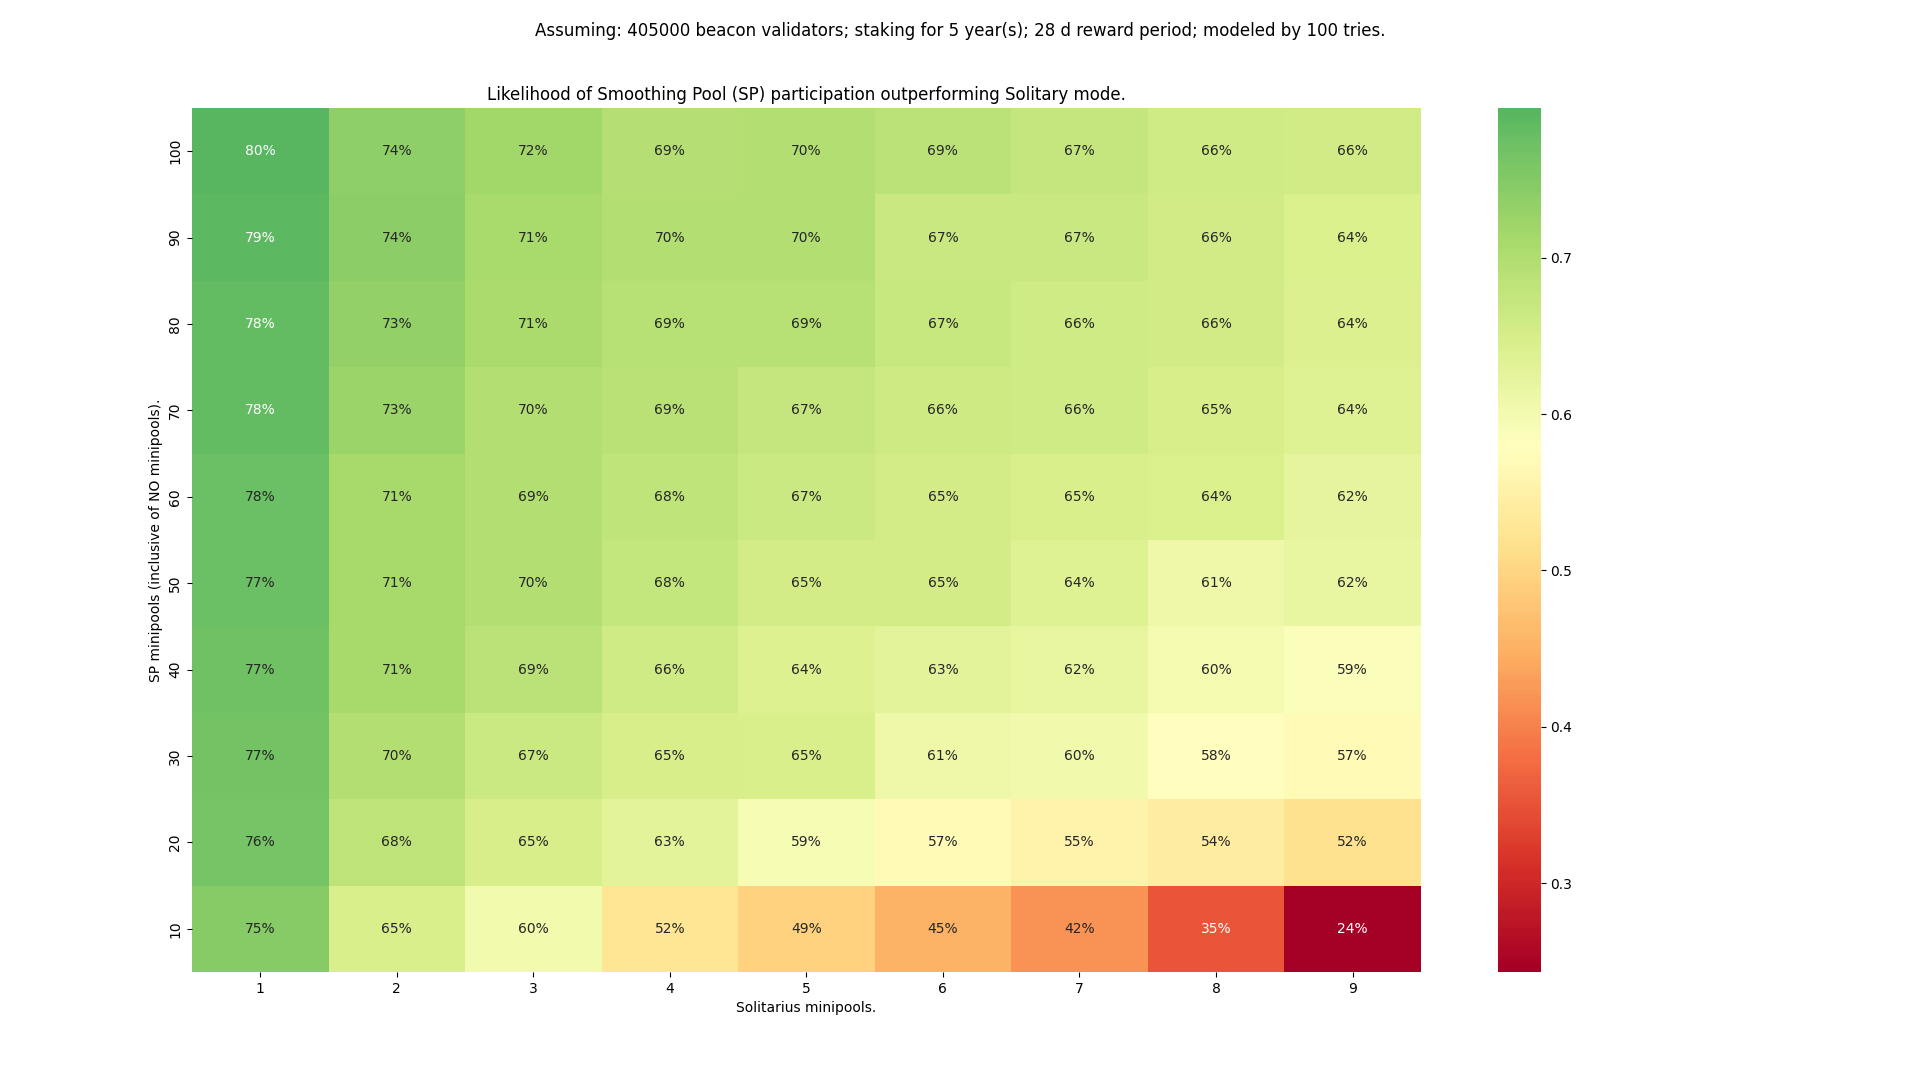 Assuming: 405000 beacon validators; staking for 5 year(s); 28 d reward period; modeled by 100 tries.
Likelihood of Smoothing Pool (SP) participation outperforming Solitary mode.
SP minipools (inclusive of NO minipools).
100 80% 74% 72% 69% 70% 69% 67% 66% 66%
90 79% 74% 71% 70% 70% 67% 67% 66% 64%
80 78% 73% 71% 69% 69% 67% 66% 66% 64%
70 78% 73% 70% 69% 67% 66% 66% 65% 64%
60 78% 71% 69% 68% 67% 65% 65% 64% 62%
50 77% 71% 70% 68% 65% 65% 64% 61% 62%
40 77% 71% 69% 66% 64% 63% 62% 60% 59%
30 77% 70% 67% 65% 65% 61% 60% 58% 57%
20 76% 68% 65% 63% 59% 57% 55% 54% 52%
10 75% 65% 60% 52% 49% 45% 42% 35% 24%
1 2 3 4 5 6 7 8 9
Solitarius minipools.
0.7
0.6
0.5
0.4
0.3